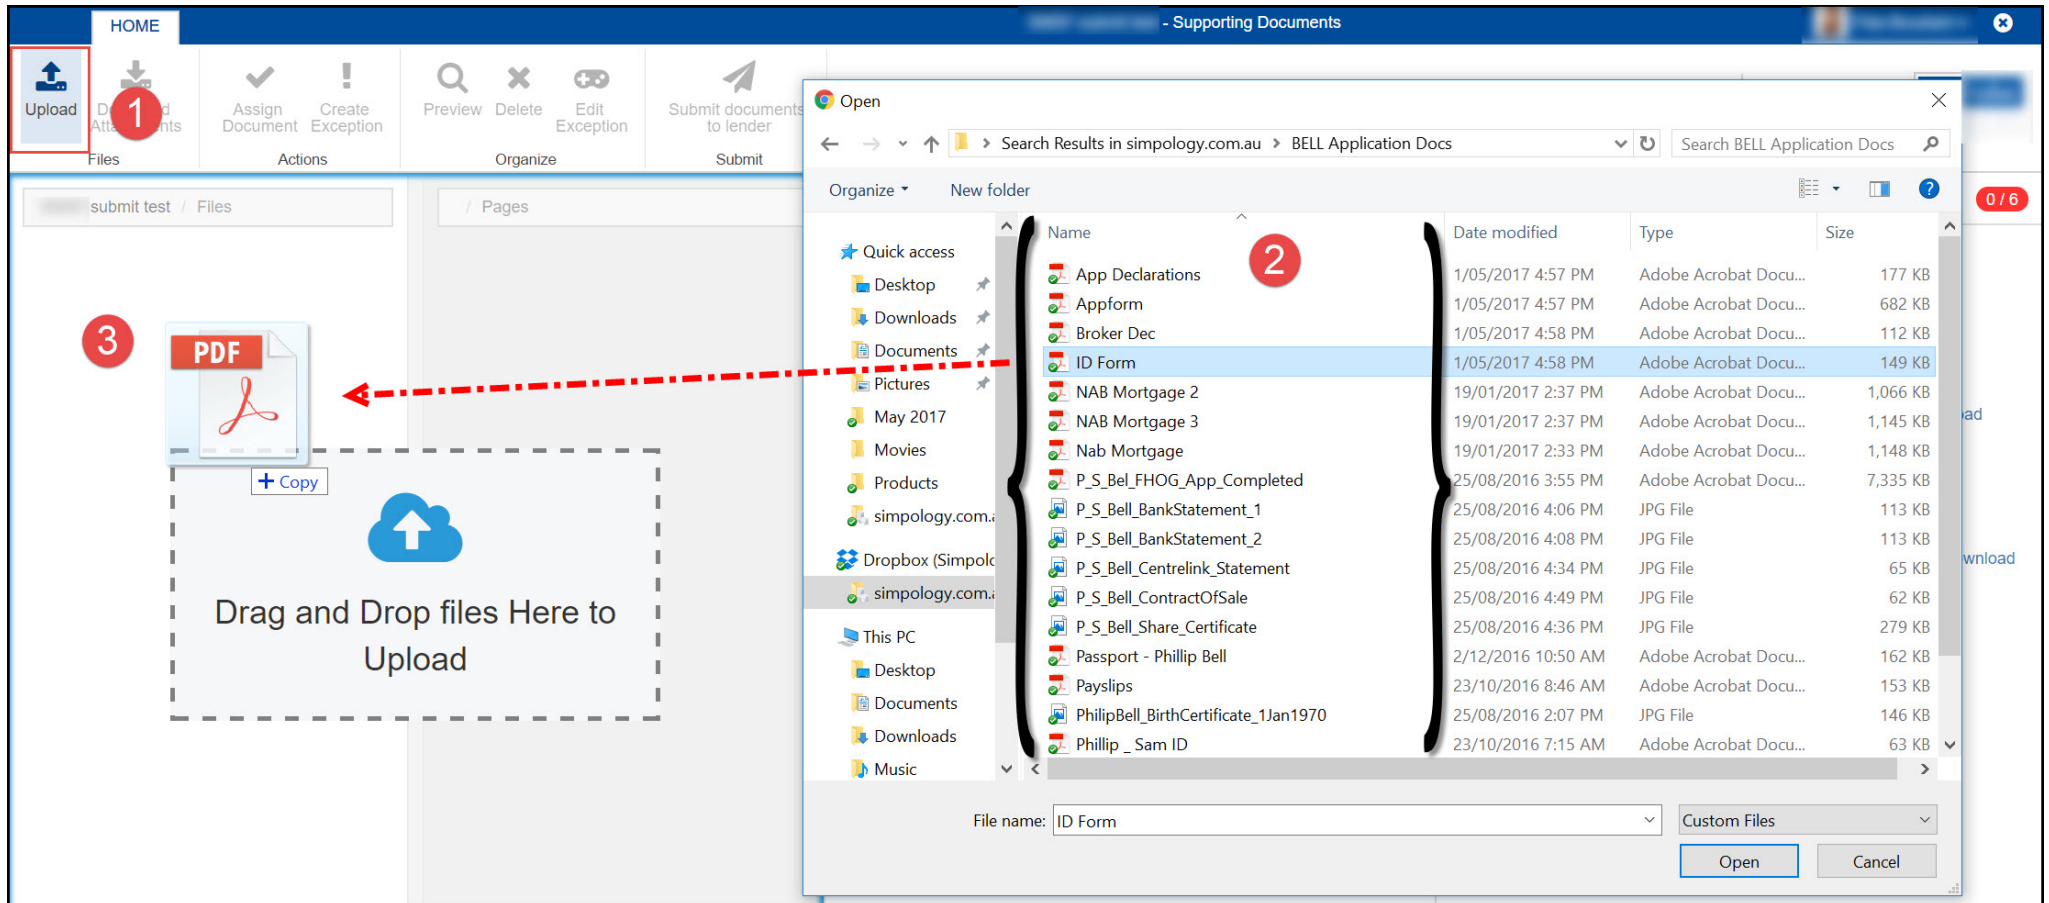 HOME
- Supporting Documents
Upload
Assign Document
Create Exception
Preview
Delete
Edit Exception
Submit documents to lender
Files
Actions
Organize
Submit
1
submit test / Files
/ Pages
0 / 6
Open
Search Results in simpology.com.au > BELL Application Docs
Search BELL Application Docs
Organize
New folder
?
Quick access
Desktop
Downloads
Documents
Pictures
May 2017
Movies
Products
simpology.com.a
Dropbox (Simpolo
simpology.com.a
This PC
Desktop
Documents
Downloads
Music
2
Name Date modified Type Size
App Declarations 1/05/2017 4:57 PM Adobe Acrobat Docu... 177 KB
Appform 1/05/2017 4:57 PM Adobe Acrobat Docu... 682 KB
Broker Dec 1/05/2017 4:58 PM Adobe Acrobat Docu... 112 KB
ID Form 1/05/2017 4:58 PM Adobe Acrobat Docu... 149 KB
NAB Mortgage 2 19/01/2017 2:37 PM Adobe Acrobat Docu... 1,066 KB
NAB Mortgage 3 19/01/2017 2:37 PM Adobe Acrobat Docu... 1,145 KB
Nab Mortgage 19/01/2017 2:33 PM Adobe Acrobat Docu... 1,148 KB
P_S_Bel_FHOG_App_Completed 25/08/2016 3:55 PM Adobe Acrobat Docu... 7,335 KB
P_S_Bell_BankStatement_1 25/08/2016 4:06 PM JPG File 113 KB
P_S_Bell_BankStatement_2 25/08/2016 4:08 PM JPG File 113 KB
P_S_Bell_Centrelink_Statement 25/08/2016 4:34 PM JPG File 65 KB
P_S_Bell_ContractOfSale 25/08/2016 4:49 PM JPG File 62 KB
P_S_Bell_Share_Certificate 25/08/2016 4:36 PM JPG File 279 KB
Passport - Phillip Bell 2/12/2016 10:50 AM Adobe Acrobat Docu... 162 KB
Payslips 23/10/2016 8:46 AM Adobe Acrobat Docu... 153 KB
PhilipBell_BirthCertificate_1Jan1970 25/08/2016 2:07 PM JPG File 146 KB
Phillip _ Sam ID 23/10/2016 7:15 AM Adobe Acrobat Docu... 63 KB
File name: ID Form
Custom Files
Open
Cancel
3
PDF
+ Copy
Drag and Drop files Here to
Upload
ad
wnload